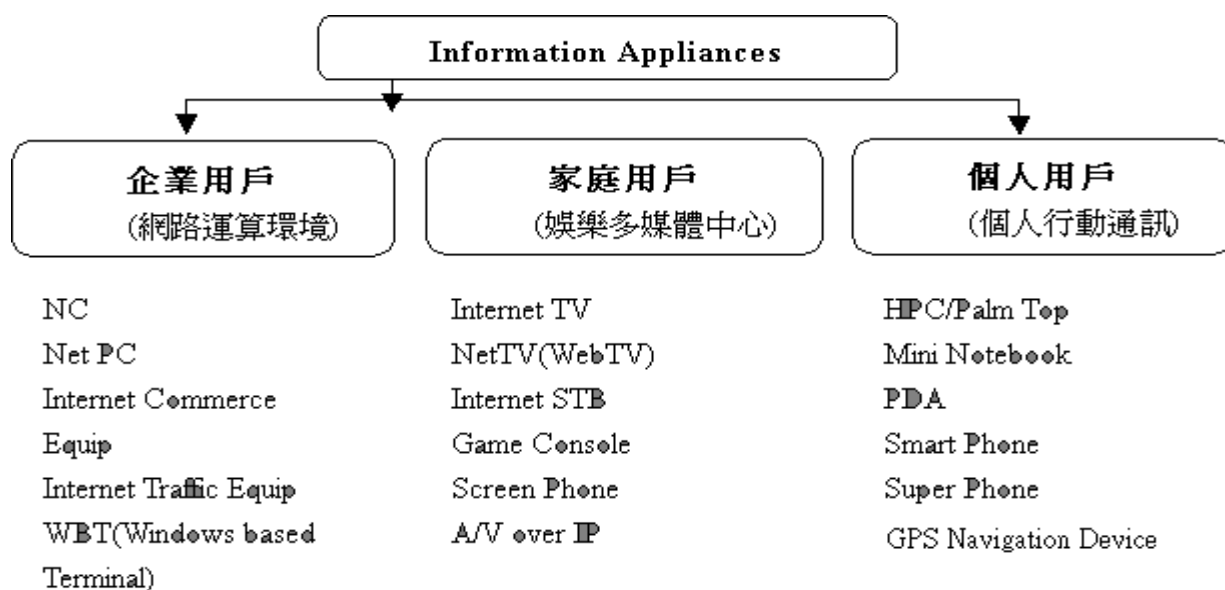 Information Appliances
企業用戶
(網路運算環境)
家庭用戶
(娛樂多媒體中心)
個人用戶
(個人行動通訊)
NC
Net PC
Internet Commerce
Equip
Internet Traffic Equip
WBT(Windows based
Terminal)
Internet TV
NetTV(WebTV)
Internet STB
Game Console
Screen Phone
A/V over IP
HPC/Palm Top
Mini Notebook
PDA
Smart Phone
Super Phone
GPS Navigation Device